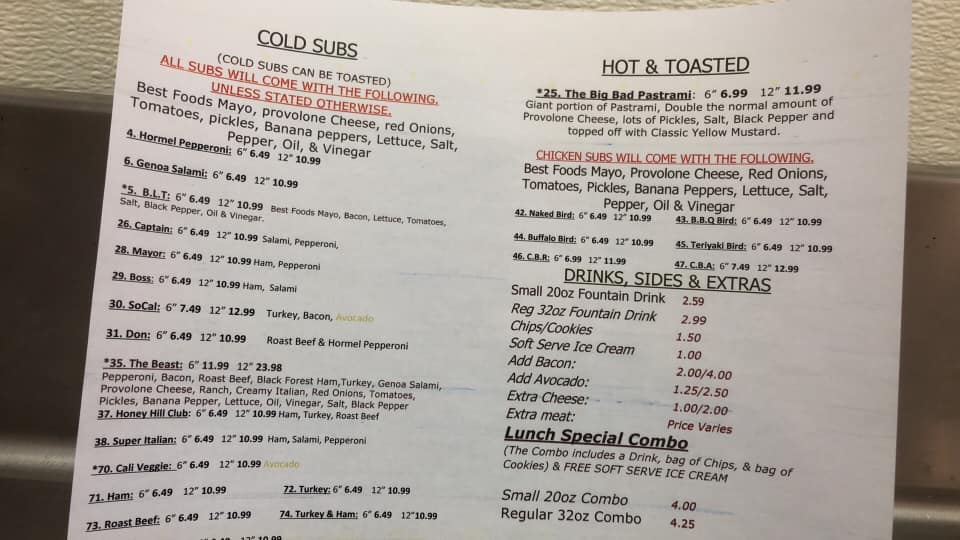 COLD SUBS
(COLD SUBS CAN BE TOASTED)
ALL SUBS WILL COME WITH THE FOLLOWING,
UNLESS STATED OTHERWISE.
Best Foods Mayo, provolone Cheese, red Onions,
Tomatoes, pickles, Banana peppers, Lettuce, Salt,
Pepper, Oil, & Vinegar
4. Hormel Pepperoni: 6” 6.49 12” 10.99
6. Genoa Salami: 6” 6.49 12” 10.99
*5. B.L.T: 6” 6.49 12” 10.99 Best Foods Mayo, Bacon, Lettuce, Tomatoes,
Salt, Black Pepper, Oil & Vinegar.
26. Captain: 6” 6.49 12” 10.99 Salami, Pepperoni,
28. Mayor: 6” 6.49 12” 10.99 Ham, Pepperoni
29. Boss: 6” 6.49 12” 10.99 Ham, Salami
30. SoCal: 6” 7.49 12” 12.99 Turkey, Bacon, Avocado
31. Don: 6” 6.49 12” 10.99 Roast Beef & Hormel Pepperoni
*35. The Beast: 6” 11.99 12” 23.98
Pepperoni, Bacon, Roast Beef, Black Forest Ham,Turkey, Genoa Salami,
Provolone Cheese, Ranch, Creamy Italian, Red Onions, Tomatoes,
Pickles, Banana Pepper, Lettuce, Oil, Vinegar, Salt, Black Pepper
37. Honey Hill Club: 6” 6.49 12” 10.99 Ham, Turkey, Roast Beef
38. Super Italian: 6” 6.49 12” 10.99 Ham, Salami, Pepperoni
*70. Cali Veggie: 6” 6.49 12” 10.99 Avocado
71. Ham: 6” 6.49 12” 10.99 72. Turkey: 6” 6.49 12” 10.99
73. Roast Beef: 6” 6.49 12” 10.99 74. Turkey & Ham: 6” 6.49 12”10.99
HOT & TOASTED
*25. The Big Bad Pastrami: 6” 6.99 12” 11.99
Giant portion of Pastrami, Double the normal amount of
Provolone Cheese, lots of Pickles, Salt, Black Pepper and
topped off with Classic Yellow Mustard.
CHICKEN SUBS WILL COME WITH THE FOLLOWING.
Best Foods Mayo, Provolone Cheese, Red Onions,
Tomatoes, Pickles, Banana Peppers, Lettuce, Salt,
Pepper, Oil & Vinegar
42. Naked Bird: 6” 6.49 12” 10.99 43. B.B.Q Bird: 6” 6.49 12” 10.99
44. Buffalo Bird: 6” 6.49 12” 10.99 45. Teriyaki Bird: 6” 6.49 12” 10.99
46. C.B.R: 6” 6.99 12” 11.99 47. C.B.A: 6” 7.49 12” 12.99
DRINKS, SIDES & EXTRAS
Small 20oz Fountain Drink 2.59
Reg 32oz Fountain Drink 2.99
Chips/Cookies 1.50
Soft Serve Ice Cream 1.00
Add Bacon: 2.00/4.00
Add Avocado: 1.25/2.50
Extra Cheese: 1.00/2.00
Extra meat: Price Varies
Lunch Special Combo
(The Combo includes a Drink, bag of Chips, & bag of
Cookies) & FREE SOFT SERVE ICE CREAM
Small 20oz Combo 4.00
Regular 32oz Combo 4.25